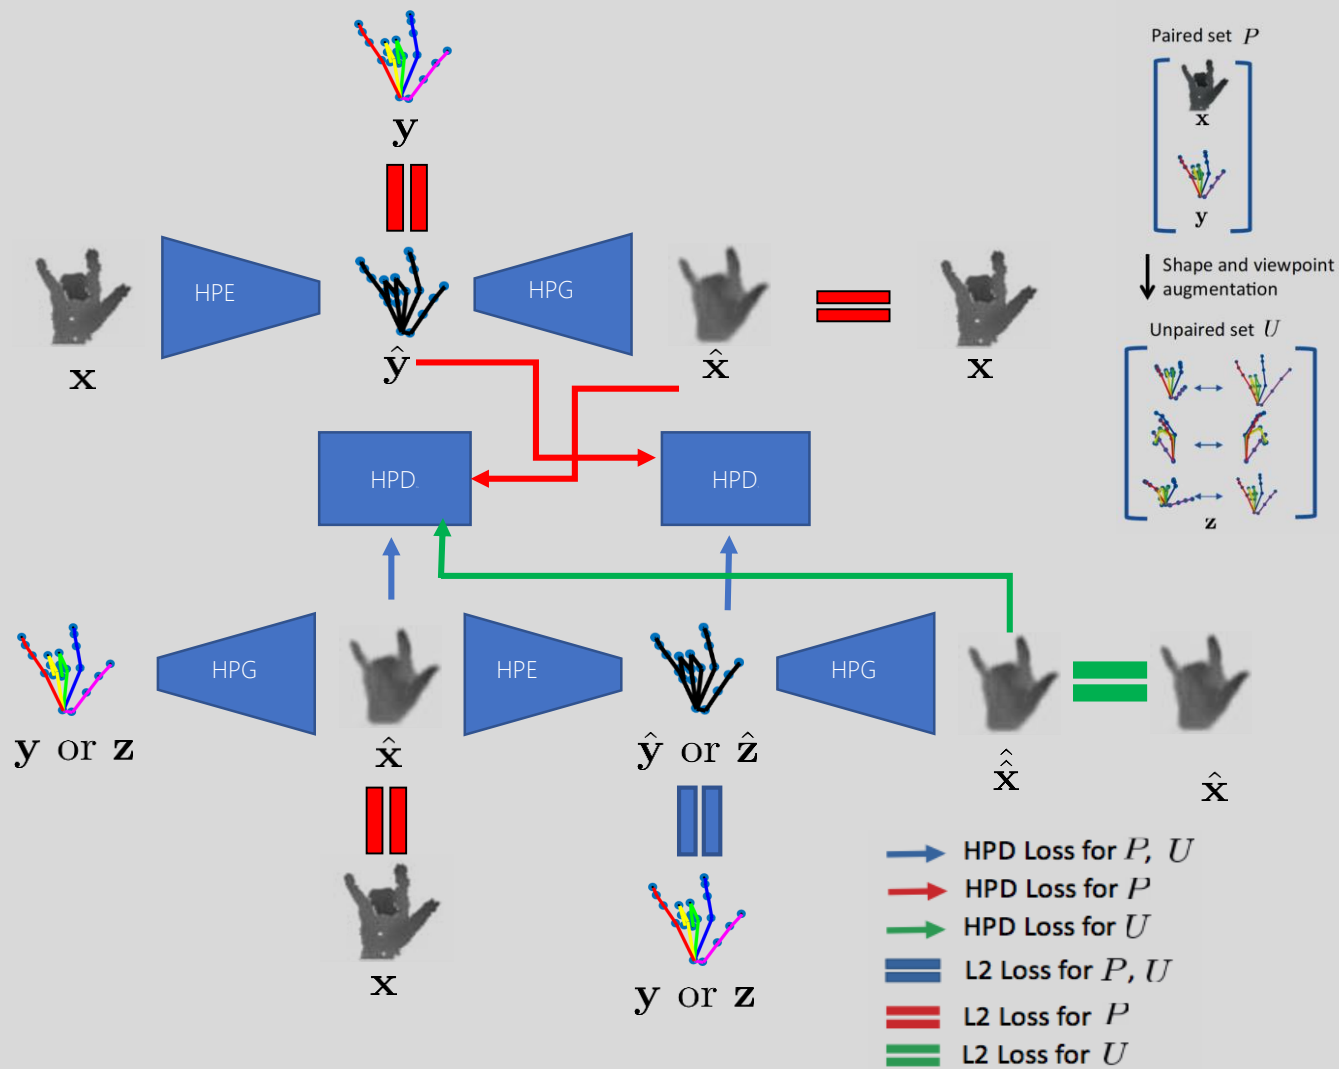 y
Paired set P
x
y
Shape and viewpoint
augmentation
Unpaired set U
z
HPE
HPG
x
ŷ
x̂
x
HPD
HPD
HPG
HPE
HPG
y or z
x̂
ŷ or ẑ
x̂̂
x̂
x
y or z
HPD Loss for P, U
HPD Loss for P
HPD Loss for U
L2 Loss for P, U
L2 Loss for P
L2 Loss for U